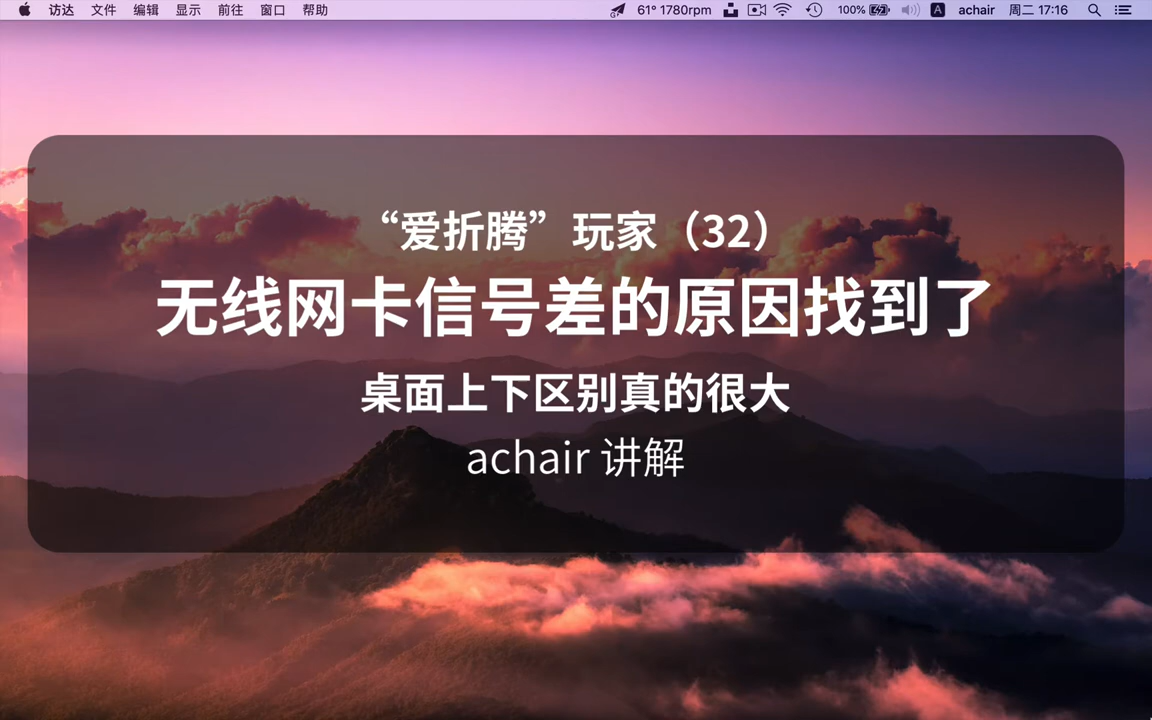 访达 文件 编辑 显示 前往 窗口 帮助 61° 1780rpm 100% A achair 周二 17:16
“爱折腾”玩家（32）
无线网卡信号差的原因找到了
桌面上下区别真的很大
achair 讲解